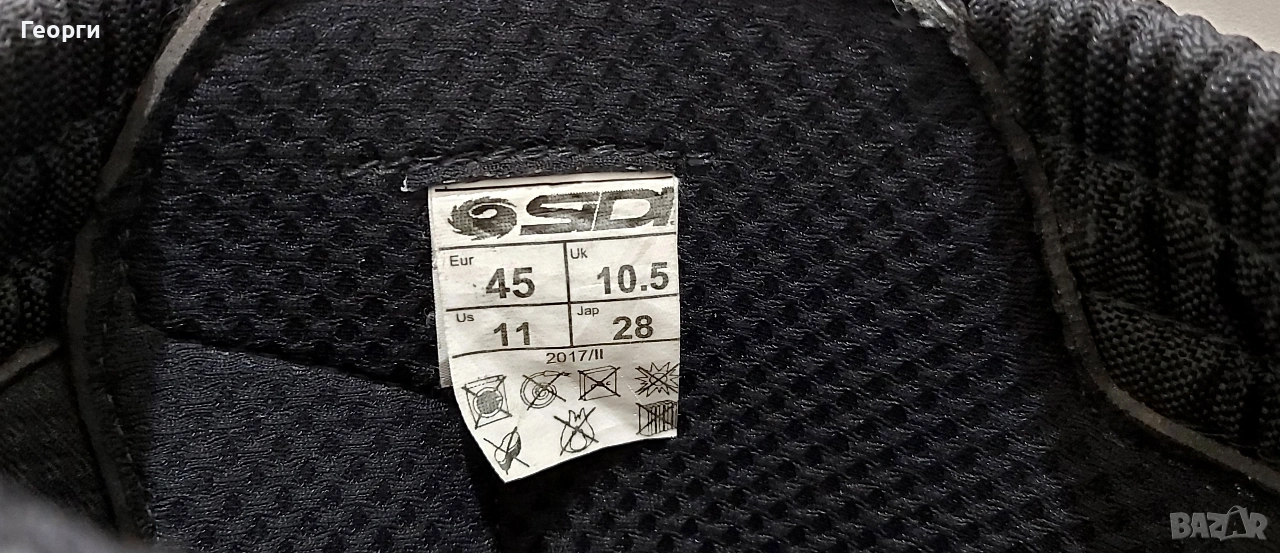 Георги
SIDI
Eur 45 Uk 10.5
Us 11 Jap 28
2017/II
BAZAR